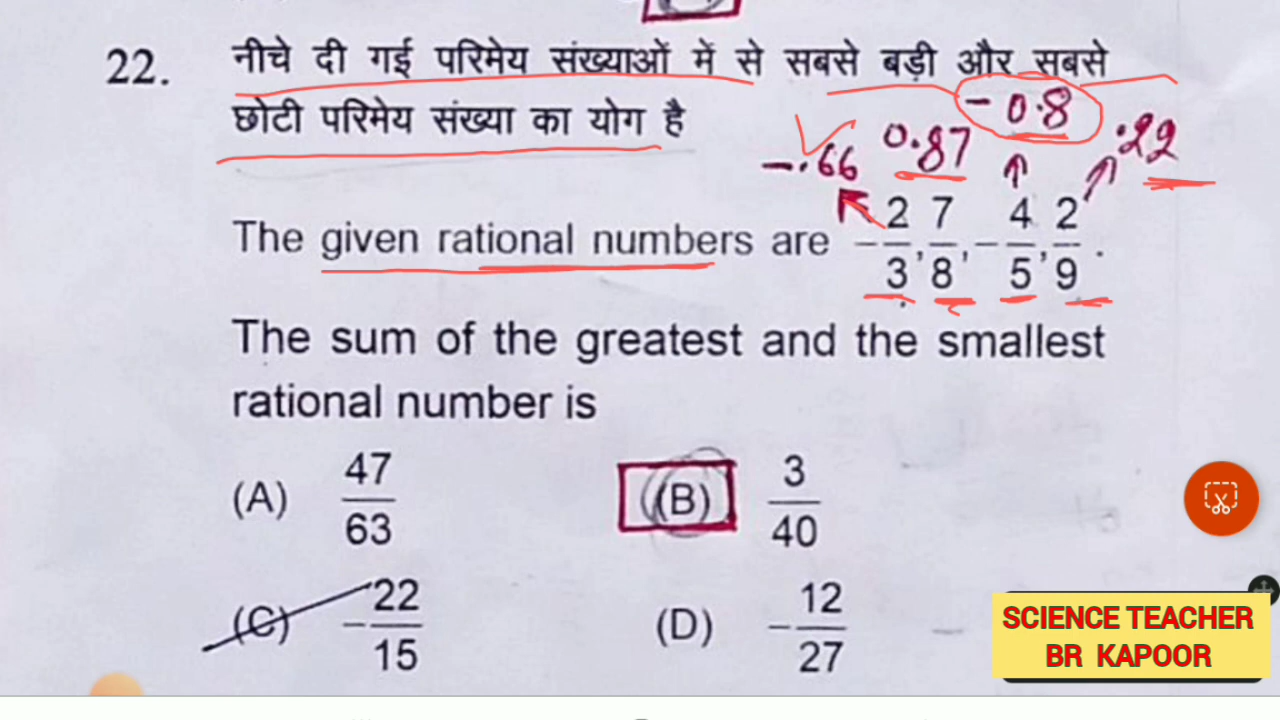 22. नीचे दी गई परिमेय संख्याओं में से सबसे बड़ी और सबसे
छोटी परिमेय संख्या का योग है
-.66 0.87 -0.8 .22
The given rational numbers are -2/3, 7/8, -4/5, 2/9.
The sum of the greatest and the smallest
rational number is
(A) 47/63 (B) 3/40
(C) -22/15 (D) -12/27
SCIENCE TEACHER
BR KAPOOR